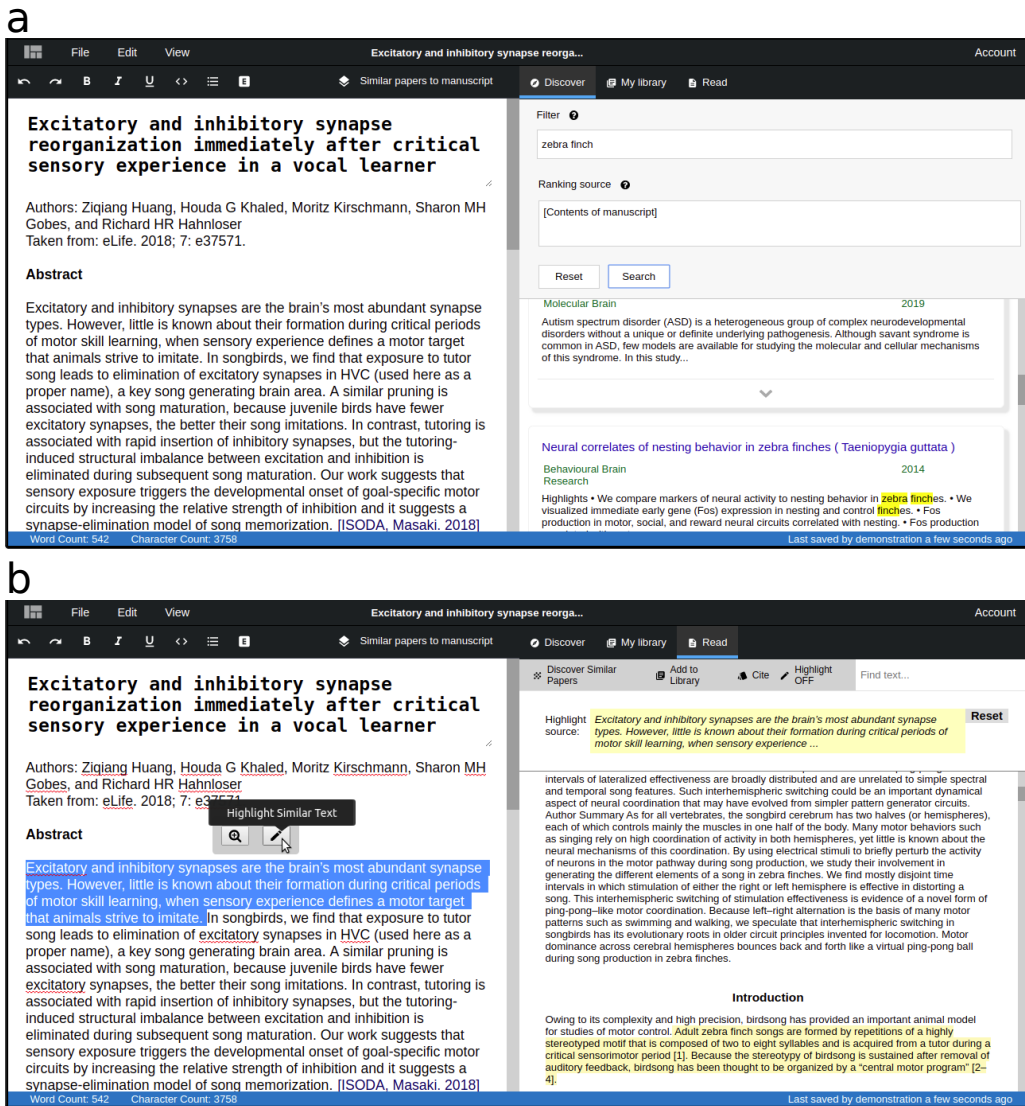 a
File Edit View Excitatory and inhibitory synapse reorga... Account
B I U <> E Similar papers to manuscript Discover My library Read
Excitatory and inhibitory synapse
reorganization immediately after critical
sensory experience in a vocal learner
Authors: Ziqiang Huang, Houda G Khaled, Moritz Kirschmann, Sharon MH
Gobes, and Richard HR Hahnloser
Taken from: eLife. 2018; 7: e37571.
Abstract
Excitatory and inhibitory synapses are the brain's most abundant synapse
types. However, little is known about their formation during critical periods
of motor skill learning, when sensory experience defines a motor target
that animals strive to imitate. In songbirds, we find that exposure to tutor
song leads to elimination of excitatory synapses in HVC (used here as a
proper name), a key song generating brain area. A similar pruning is
associated with song maturation, because juvenile birds have fewer
excitatory synapses, the better their song imitations. In contrast, tutoring is
associated with rapid insertion of inhibitory synapses, but the tutoring-
induced structural imbalance between excitation and inhibition is
eliminated during subsequent song maturation. Our work suggests that
sensory exposure triggers the developmental onset of goal-specific motor
circuits by increasing the relative strength of inhibition and it suggests a
synapse-elimination model of song memorization. [ISODA, Masaki. 2018]
Filter ?
zebra finch
Ranking source ?
[Contents of manuscript]
Reset Search
Molecular Brain 2019
Autism spectrum disorder (ASD) is a heterogeneous group of complex neurodevelopmental
disorders without a unique or definite underlying pathogenesis. Although savant syndrome is
common in ASD, few models are available for studying the molecular and cellular mechanisms
of this syndrome. In this study...
Neural correlates of nesting behavior in zebra finches ( Taeniopygia guttata )
Behavioural Brain 2014
Research
Highlights • We compare markers of neural activity to nesting behavior in zebra finches. • We
visualized immediate early gene (Fos) expression in nesting and control finches. • Fos
production in motor, social, and reward neural circuits correlated with nesting. • Fos production
Word Count: 542 Character Count: 3758 Last saved by demonstration a few seconds ago
b
File Edit View Excitatory and inhibitory synapse reorga... Account
B I U <> E Similar papers to manuscript Discover My library Read
Excitatory and inhibitory synapse
reorganization immediately after critical
sensory experience in a vocal learner
Authors: Ziqiang Huang, Houda G Khaled, Moritz Kirschmann, Sharon MH
Gobes, and Richard HR Hahnloser
Taken from: eLife. 2018; 7: e37571.
Highlight Similar Text
Abstract
Excitatory and inhibitory synapses are the brain's most abundant synapse
types. However, little is known about their formation during critical periods
of motor skill learning, when sensory experience defines a motor target
that animals strive to imitate. In songbirds, we find that exposure to tutor
song leads to elimination of excitatory synapses in HVC (used here as a
proper name), a key song generating brain area. A similar pruning is
associated with song maturation, because juvenile birds have fewer
excitatory synapses, the better their song imitations. In contrast, tutoring is
associated with rapid insertion of inhibitory synapses, but the tutoring-
induced structural imbalance between excitation and inhibition is
eliminated during subsequent song maturation. Our work suggests that
sensory exposure triggers the developmental onset of goal-specific motor
circuits by increasing the relative strength of inhibition and it suggests a
synapse-elimination model of song memorization. [ISODA, Masaki. 2018]
Discover Similar
Papers
Add to
Library
Cite
Highlight
OFF
Find text...
Highlight
source:
Excitatory and inhibitory synapses are the brain's most abundant synapse
types. However, little is known about their formation during critical periods of
motor skill learning, when sensory experience ...
Reset
intervals of lateralized effectiveness are broadly distributed and are unrelated to simple spectral
and temporal song features. Such interhemispheric switching could be an important dynamical
aspect of neural coordination that may have evolved from simpler pattern generator circuits.
Author Summary As for all vertebrates, the songbird cerebrum has two halves (or hemispheres),
each of which controls mainly the muscles in one half of the body. Many motor behaviors such
as singing rely on high coordination of activity in both hemispheres, yet little is known about the
neural mechanisms of this coordination. By using electrical stimuli to briefly perturb the activity
of neurons in the motor pathway during song production, we study their involvement in
generating the different elements of a song in zebra finches. We find mostly disjoint time
intervals in which stimulation of either the right or left hemisphere is effective in distorting a
song. This interhemispheric switching of stimulation effectiveness is evidence of a novel form of
ping-pong–like motor coordination. Because left–right alternation is the basis of many motor
patterns such as swimming and walking, we speculate that interhemispheric switching in
songbirds has its evolutionary roots in older circuit principles invented for locomotion. Motor
dominance across cerebral hemispheres bounces back and forth like a virtual ping-pong ball
during song production in zebra finches.
Introduction
Owing to its complexity and high precision, birdsong has provided an important animal model
for studies of motor control. Adult zebra finch songs are formed by repetitions of a highly
stereotyped motif that is composed of two to eight syllables and is acquired from a tutor during a
critical sensorimotor period [1]. Because the stereotypy of birdsong is sustained after removal of
auditory feedback, birdsong has been thought to be organized by a “central motor program” [2–
4].
Word Count: 542 Character Count: 3758 Last saved by demonstration a few seconds ago